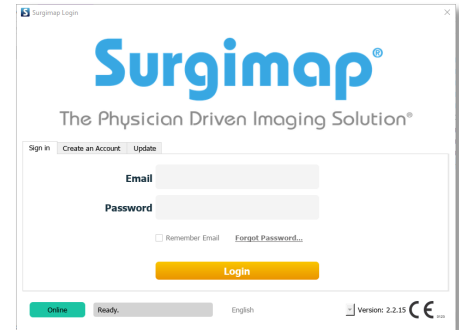 Surgimap Login
Surgimap®
The Physician Driven Imaging Solution®
Sign in Create an Account Update
Email
Password
Remember Email Forgot Password...
Login
Online Ready. English Version: 2.2.15 CE